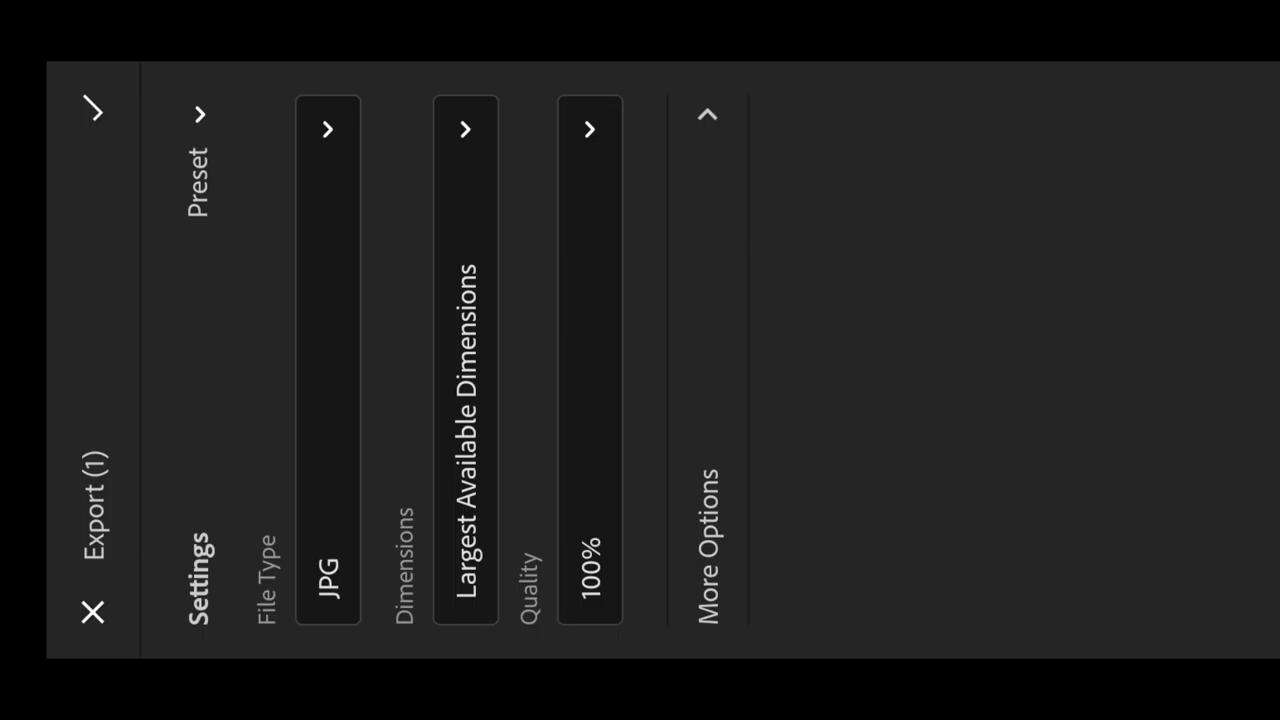 Export (1)
Settings
Preset
File Type
JPG
Dimensions
Largest Available Dimensions
Quality
100%
More Options